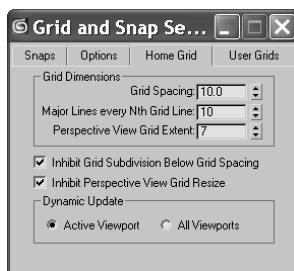 Grid and Snap Se...
Snaps Options Home Grid User Grids
Grid Dimensions
Grid Spacing: 10.0
Major Lines every Nth Grid Line: 10
Perspective View Grid Extent: 7
Inhibit Grid Subdivision Below Grid Spacing
Inhibit Perspective View Grid Resize
Dynamic Update
Active Viewport All Viewports